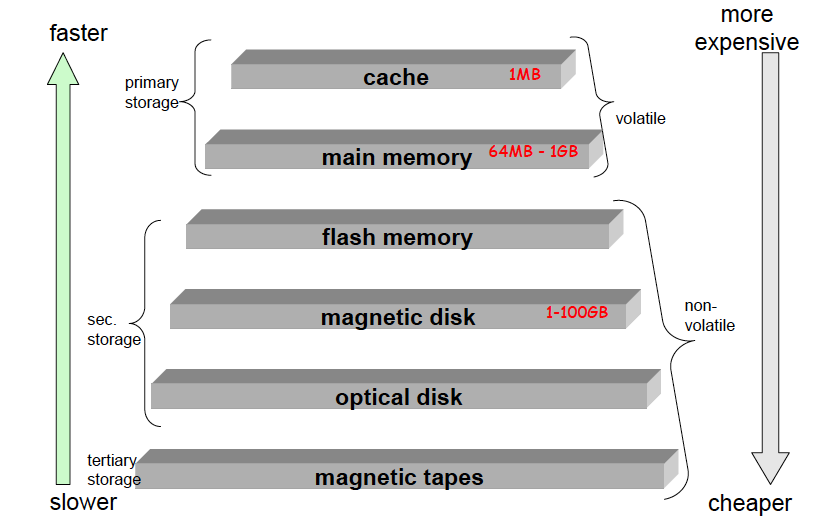 faster
more
expensive
primary
storage
cache
1MB
volatile
main memory
64MB - 1GB
flash memory
sec.
storage
magnetic disk
1-100GB
non-
volatile
optical disk
tertiary
storage
magnetic tapes
slower
cheaper